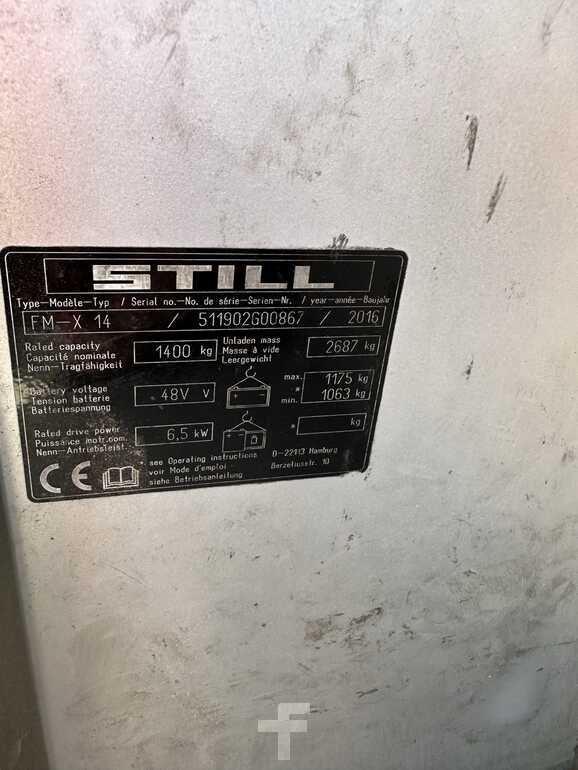 STILL
Type-Modèle-Typ / Serial no.-No. de série-Serien-Nr. / year-année-Baujahr
FM-X 14 / 511902G00867 / 2016
Rated capacity
Capacité nominale
Nenn-Tragfähigkeit
1400 kg
Unladen mass
Masse à vide
Leergewicht
2687 kg
Battery voltage
Tension batterie
Batteriespannung
48V V
max. 1175 kg
*
min. 1063 kg
Rated drive power
Puissance motr.com.
Nenn-Antriebsleist.
6,5 kW
* kg
CE
* see Operating instructions
voir Mode d'emploi
siehe Betriebsanleitung
D-22113 Hamburg
Berzeliusstr. 10